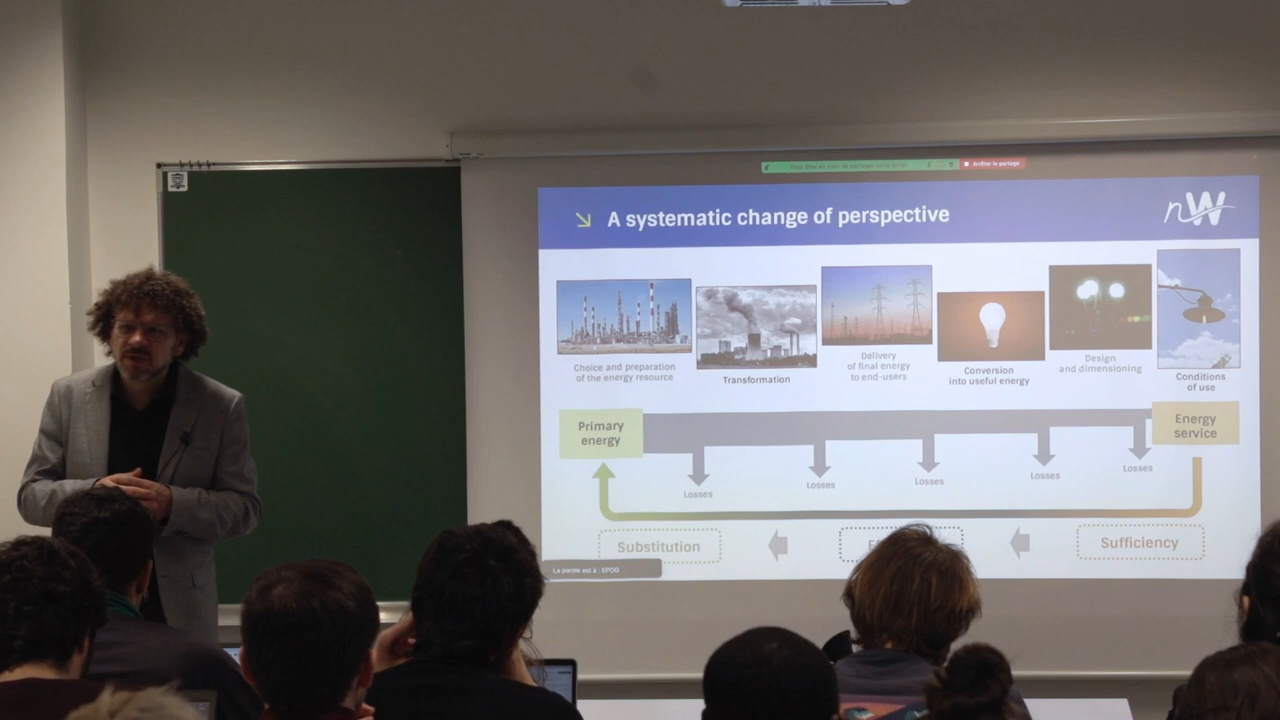 Arrêter le partage
A systematic change of perspective
nW
Choice and preparation
of the energy resource
Transformation
Delivery
of final energy
to end-users
Conversion
into useful energy
Design
and dimensioning
Conditions
of use
Primary
energy
Energy
service
Losses
Losses
Losses
Losses
Losses
Substitution
Sufficiency
La parole est à : EPOG